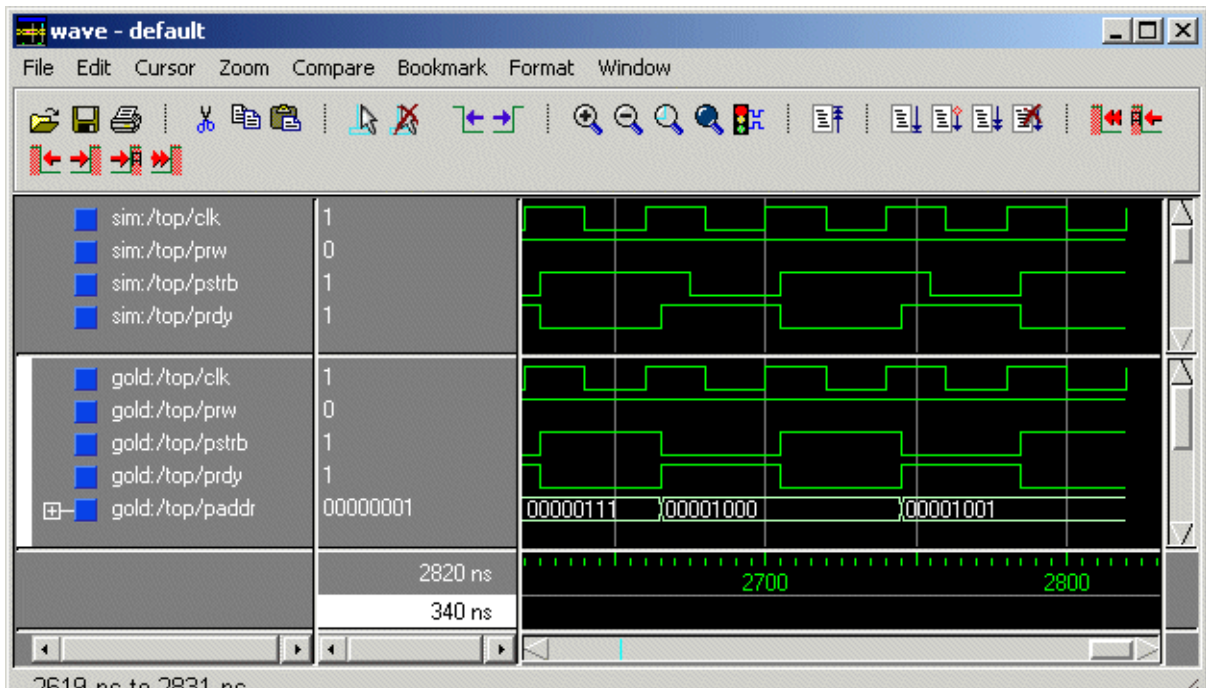 wave - default
File Edit Cursor Zoom Compare Bookmark Format Window
sim:/top/clk 1
sim:/top/prw 0
sim:/top/pstrb 1
sim:/top/prdy 1
gold:/top/clk 1
gold:/top/prw 0
gold:/top/pstrb 1
gold:/top/prdy 1
gold:/top/paddr 00000001 00000111 00001000 00001001
2820 ns 2700 2800
340 ns
2619 ns to 2831 ns